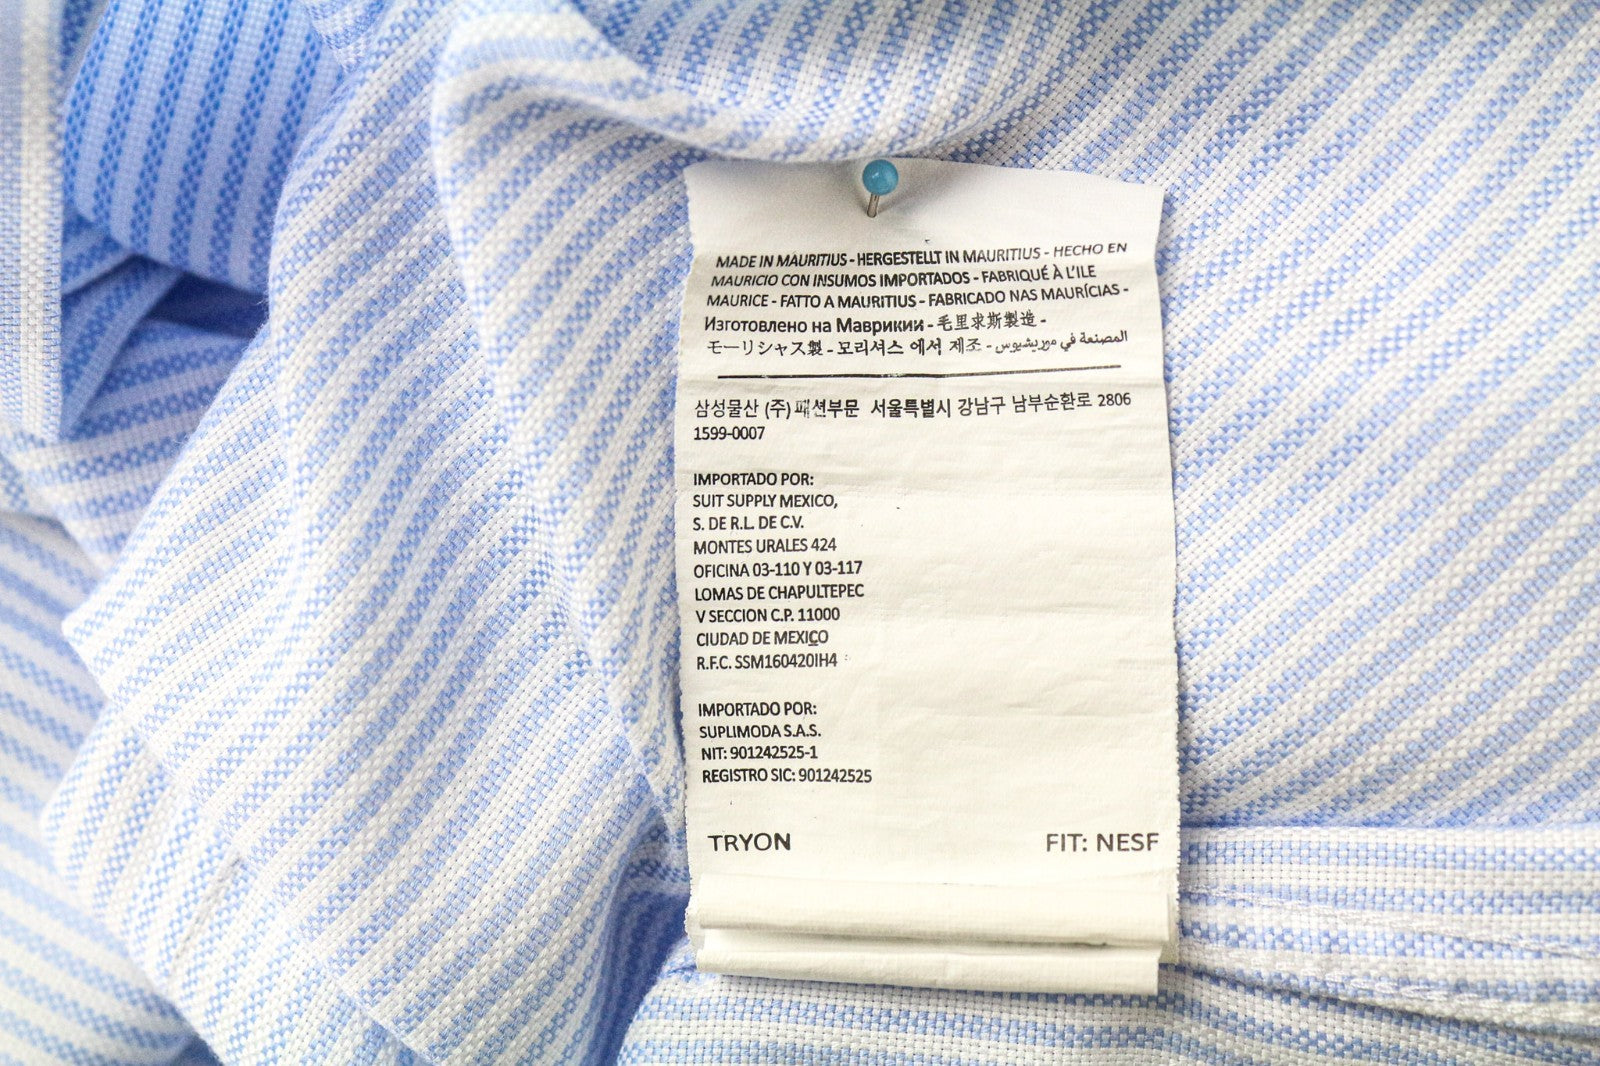 MADE IN MAURITIUS - HERGESTELLT IN MAURITIUS - HECHO EN
MAURICIO CON INSUMOS IMPORTADOS - FABRIQUÉ À L'ILE
MAURICE - FATTO A MAURITIUS - FABRICADO NAS MAURÍCIAS -
Изготовлено на Маврикии - 毛里求斯製造 -
モーリシャス製 - 모리셔스 에서 제조 - المصنعة في موريشيوس
삼성물산 (주)패션부문 서울특별시 강남구 남부순환로 2806
1599-0007
IMPORTADO POR:
SUIT SUPPLY MEXICO,
S. DE R.L. DE C.V.
MONTES URALES 424
OFICINA 03-110 Y 03-117
LOMAS DE CHAPULTEPEC
V SECCION C.P. 11000
CIUDAD DE MEXICO
R.F.C. SSM160420IH4
IMPORTADO POR:
SUPLIMODA S.A.S.
NIT: 901242525-1
REGISTRO SIC: 901242525
TRYON FIT: NESF